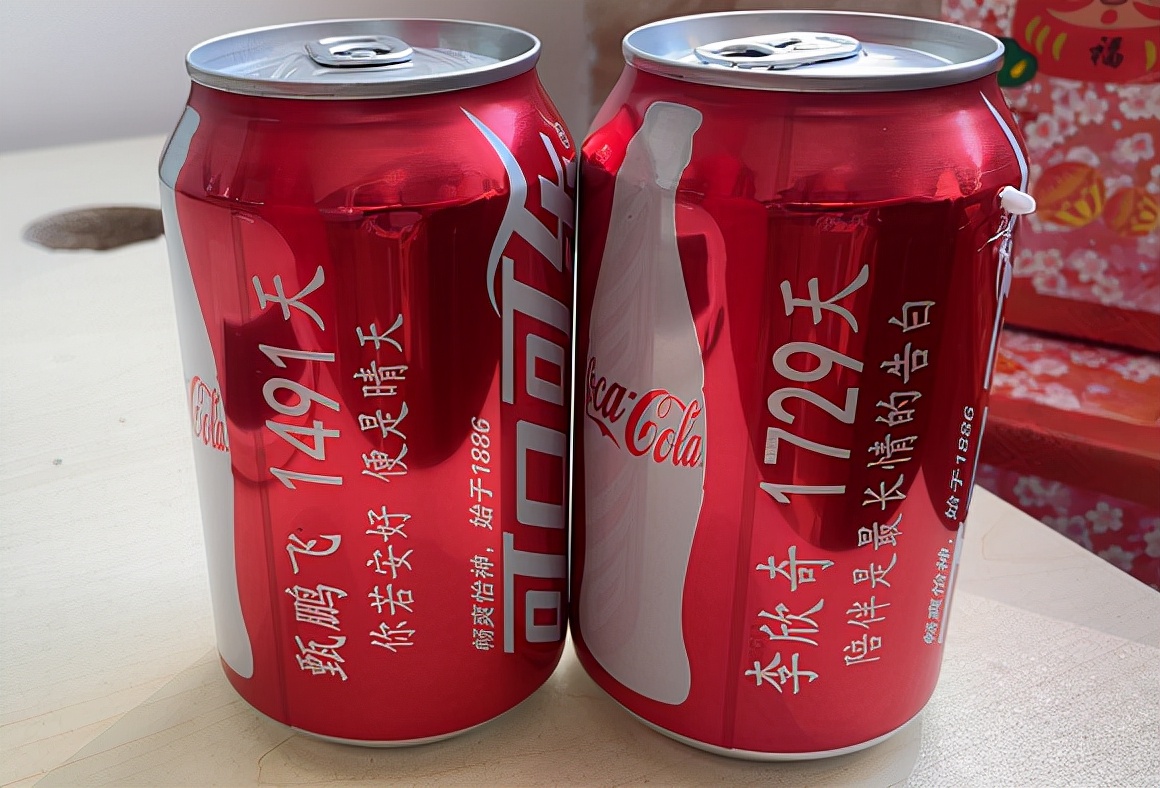 Cola
甄鹏飞 1491天
你若安好 便是晴天
畅爽怡神，始于1886
可口可乐
Coca-Cola
李欣奇 1729天
陪伴是最长情的告白
畅爽怡神，始于1886
福